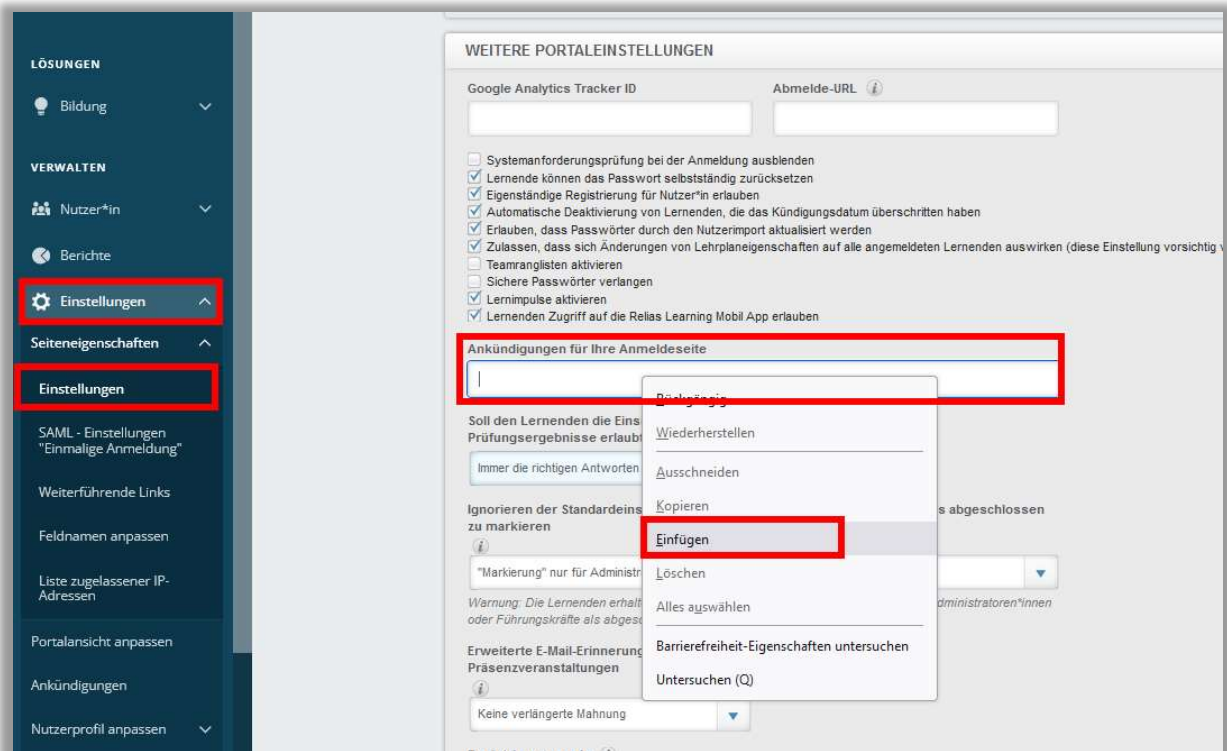 LÖSUNGEN
Bildung
VERWALTEN
Nutzer*in
Berichte
Einstellungen
Seiteneigenschaften
Einstellungen
SAML - Einstellungen
"Einmalige Anmeldung"
Weiterführende Links
Feldnamen anpassen
Liste zugelassener IP-
Adressen
Portalansicht anpassen
Ankündigungen
Nutzerprofil anpassen
WEITERE PORTALEINSTELLUNGEN
Google Analytics Tracker ID
Abmelde-URL
Systemanforderungsprüfung bei der Anmeldung ausblenden
Lernende können das Passwort selbstständig zurücksetzen
Eigenständige Registrierung für Nutzer*in erlauben
Automatische Deaktivierung von Lernenden, die das Kündigungsdatum überschritten haben
Erlauben, dass Passwörter durch den Nutzerimport aktualisiert werden
Zulassen, dass sich Änderungen von Lehrplaneigenschaften auf alle angemeldeten Lernenden auswirken (diese Einstellung vorsichtig
Teamranglisten aktivieren
Sichere Passwörter verlangen
Lernimpulse aktivieren
Lernenden Zugriff auf die Relias Learning Mobil App erlauben
Ankündigungen für Ihre Anmeldeseite
Soll den Lernenden die Eins
Prüfungsergebnisse erlaubt
Immer die richtigen Antworten
Ignorieren der Standardeins s abgeschlossen
zu markieren
"Markierung" nur für Administr
Warnung: Die Lernenden erhalt dministratoren*innen
oder Führungskräfte als abges
Erweiterte E-Mail-Erinnerung
Präsenzveranstaltungen
Keine verlängerte Mahnung
Rückgängig
Wiederherstellen
Ausschneiden
Kopieren
Einfügen
Löschen
Alles auswählen
Barrierefreiheit-Eigenschaften untersuchen
Untersuchen (Q)